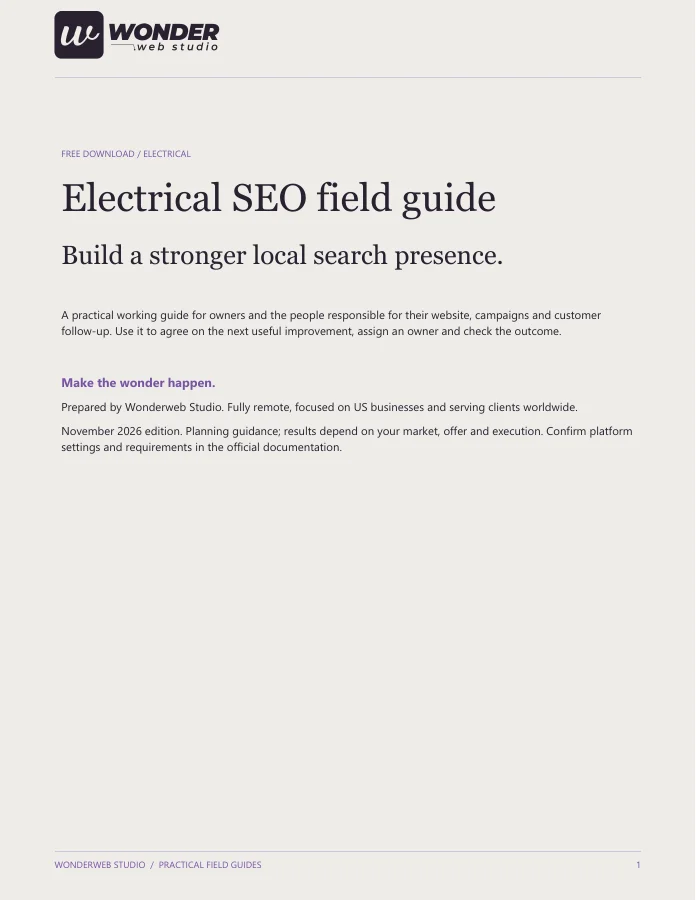 w WONDER
web studio
FREE DOWNLOAD / ELECTRICAL
Electrical SEO field guide
Build a stronger local search presence.
A practical working guide for owners and the people responsible for their website, campaigns and customer
follow-up. Use it to agree on the next useful improvement, assign an owner and check the outcome.
Make the wonder happen.
Prepared by Wonderweb Studio. Fully remote, focused on US businesses and serving clients worldwide.
November 2026 edition. Planning guidance; results depend on your market, offer and execution. Confirm platform
settings and requirements in the official documentation.
WONDERWEB STUDIO / PRACTICAL FIELD GUIDES 1